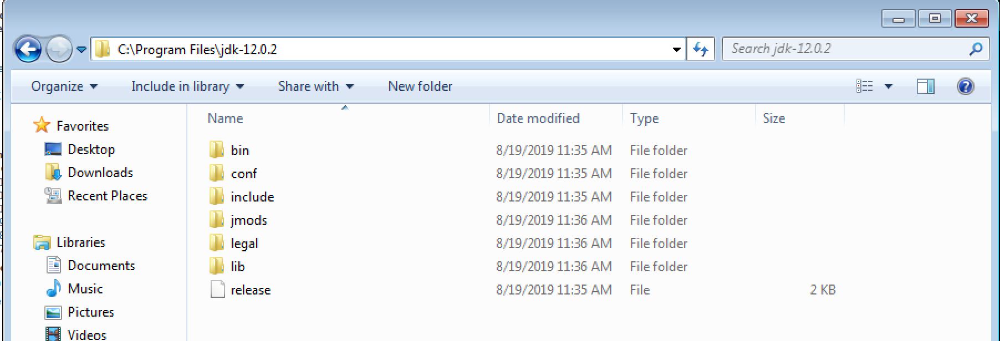 C:\Program Files\jdk-12.0.2
Search jdk-12.0.2
Organize Include in library Share with New folder
Name Date modified Type Size
Favorites
Desktop
Downloads
Recent Places
Libraries
Documents
Music
Pictures
Videos
bin 8/19/2019 11:35 AM File folder
conf 8/19/2019 11:35 AM File folder
include 8/19/2019 11:35 AM File folder
jmods 8/19/2019 11:36 AM File folder
legal 8/19/2019 11:36 AM File folder
lib 8/19/2019 11:36 AM File folder
release 8/19/2019 11:35 AM File 2 KB